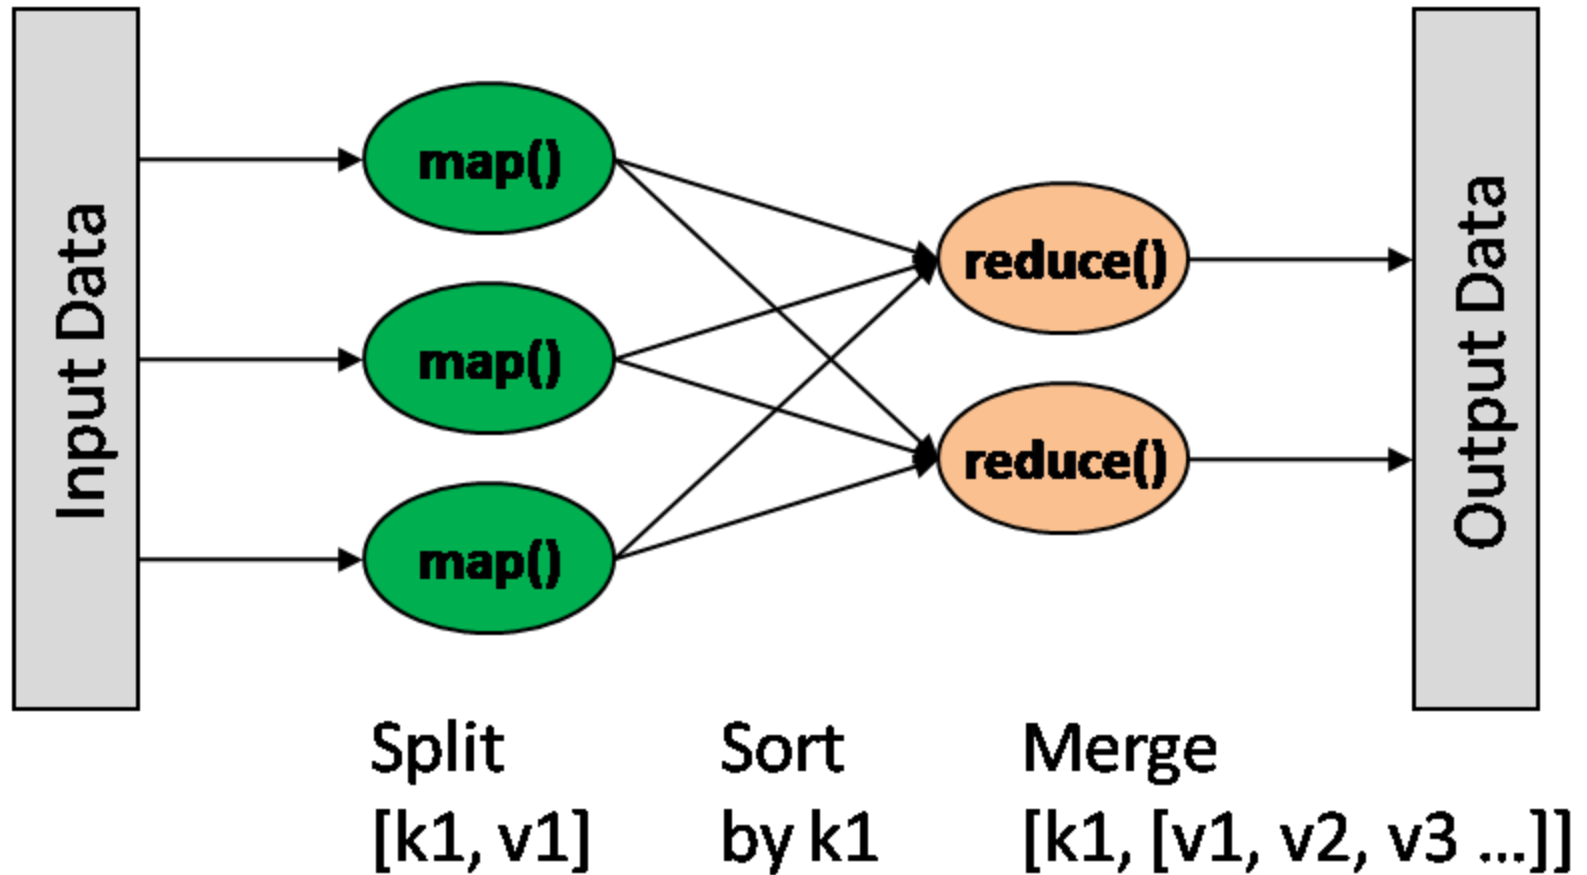 Input Data
map()
map()
map()
reduce()
reduce()
Output Data
Split
[k1, v1]
Sort
by k1
Merge
[k1, [v1, v2, v3 ...]]